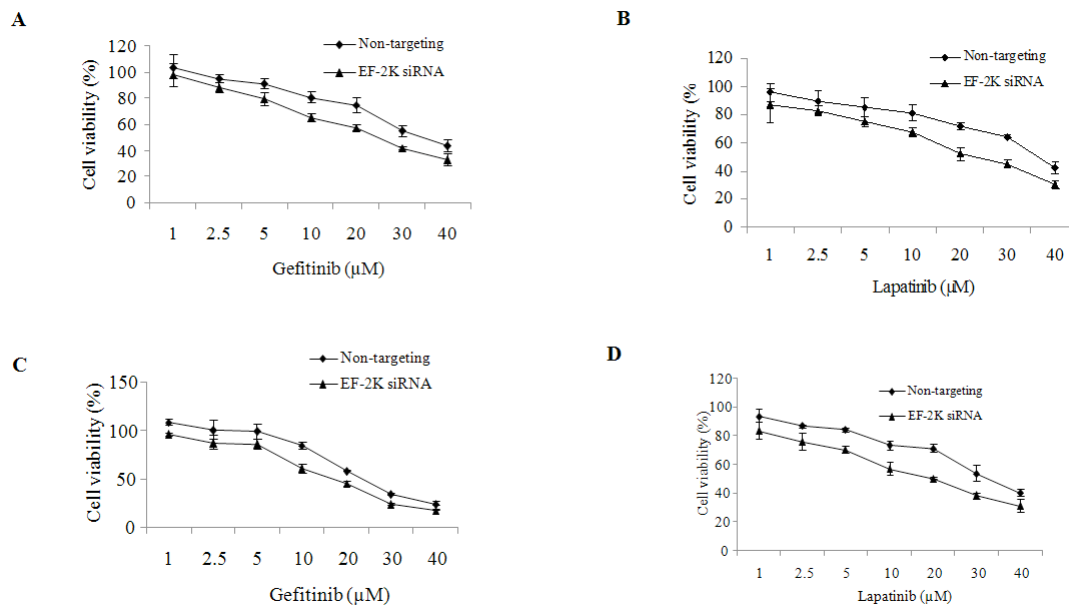 A
Non-targeting
EF-2K siRNA
Cell viability (%)
120
100
80
60
40
20
0
1 2.5 5 10 20 30 40
Gefitinib (µM)
B
Non-targeting
EF-2K siRNA
Cell viability (%
120
100
80
60
40
20
0
1 2.5 5 10 20 30 40
Lapatinib (µM)
C
Non-targeting
EF-2K siRNA
Cell viability (%)
150
100
50
0
1 2.5 5 10 20 30 40
Gefitinib (µM)
D
Non-targeting
EF-2K siRNA
Cell viability (%)
120
100
80
60
40
20
0
1 2.5 5 10 20 30 40
Lapatinib (µM)